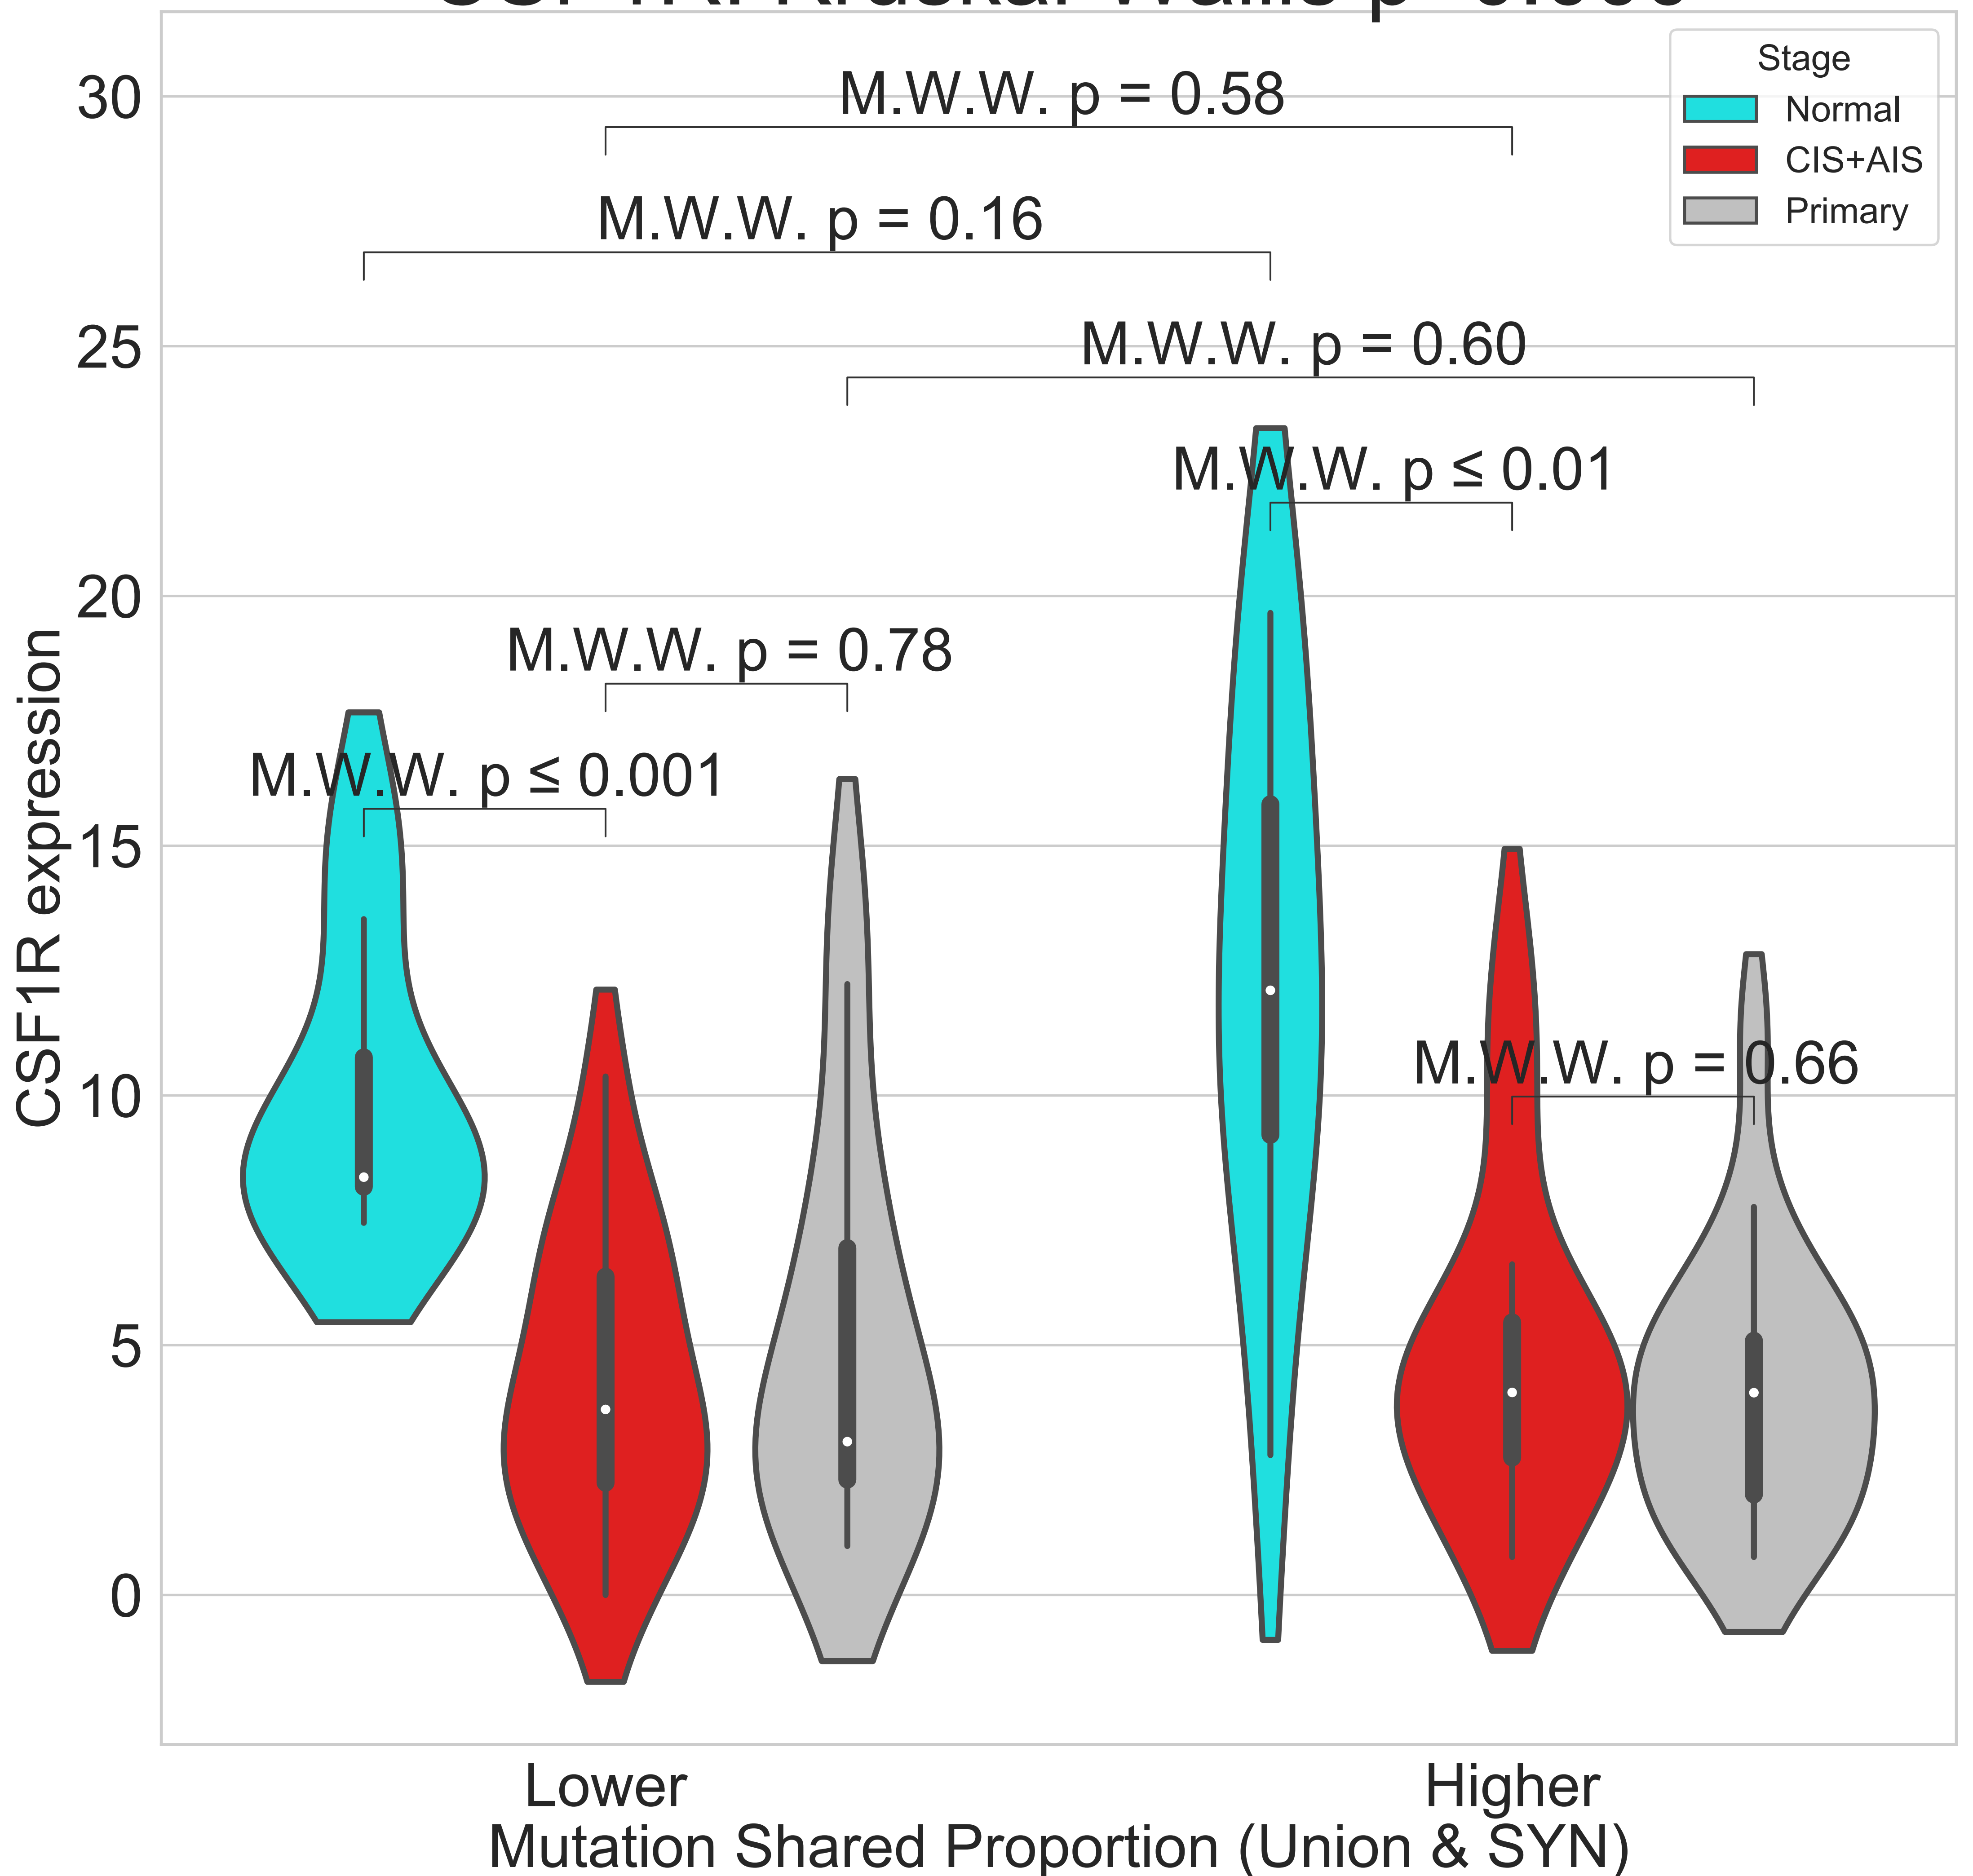 30
25
20
15
10
5
0
CSF1R expression
M.W.W. p = 0.58
M.W.W. p = 0.16
M.W.W. p = 0.60
M.W.W. p ≤ 0.01
M.W.W. p = 0.78
M.W.W. p ≤ 0.001
M.W.W. p = 0.66
Stage
Normal
CIS+AIS
Primary
Lower
Higher
Mutation Shared Proportion (Union & SYN)